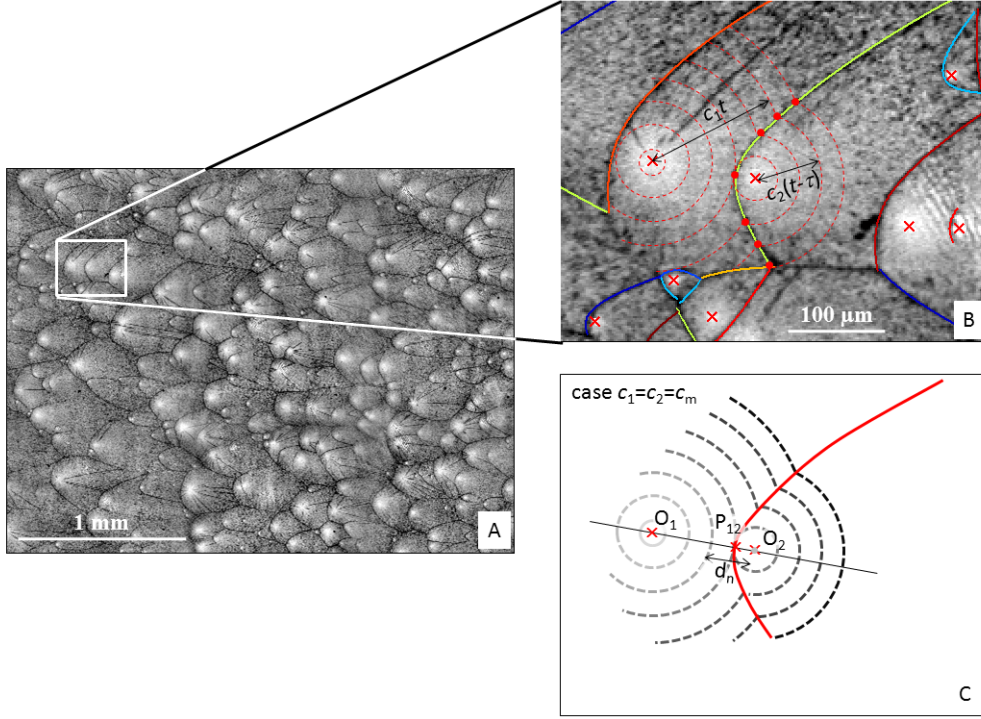 1 mm
A
c₁t
c₂(t-τ)
100 µm
B
case c₁=c₂=cₘ
O₁
P₁₂
O₂
dₙ
C